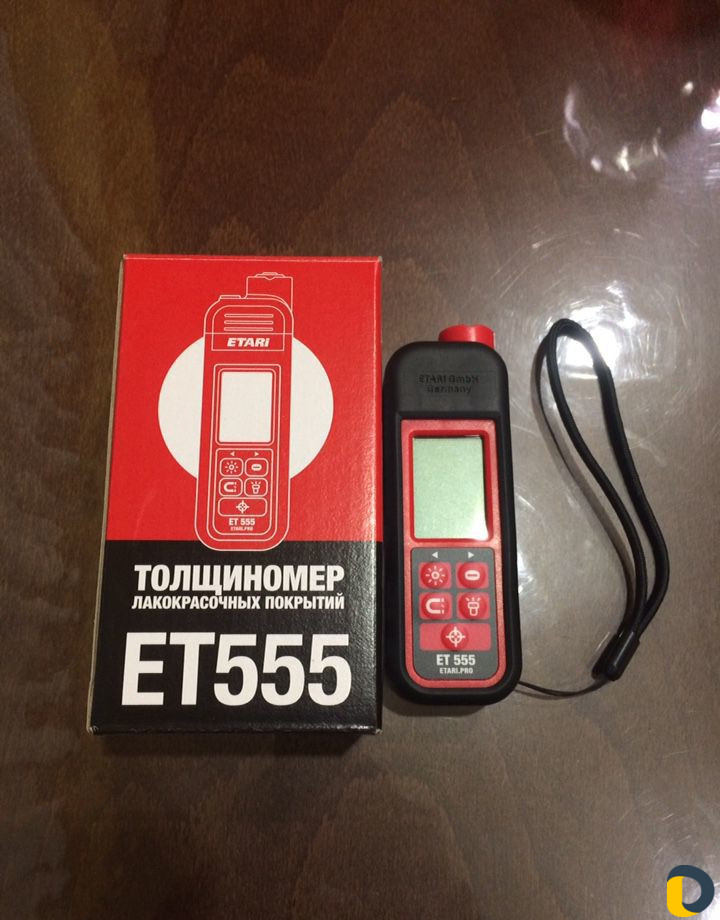 ETARI
ET 555
ETARI.PRO
ТОЛЩИНОМЕР
ЛАКОКРАСОЧНЫХ ПОКРЫТИЙ
ET555
ETARI GmbH
Germany
ET 555
ETARI.PRO